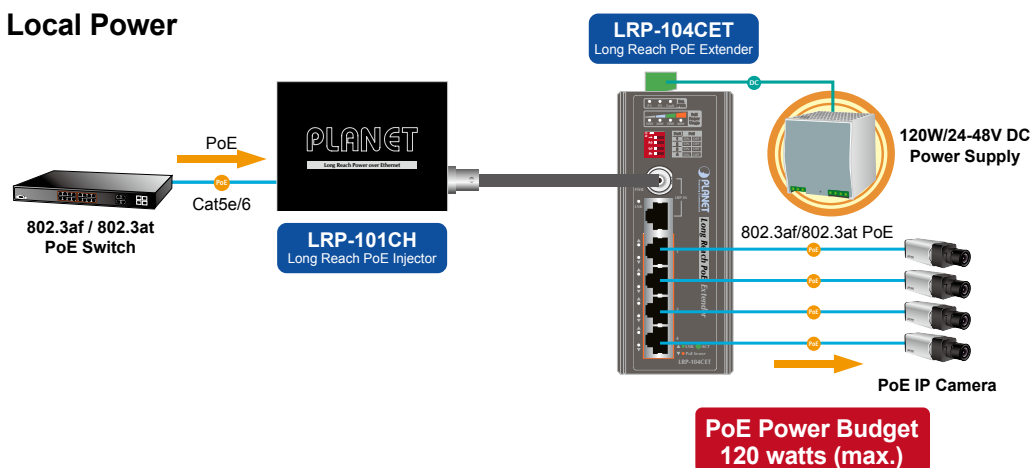 Local Power
LRP-104CET
Long Reach PoE Extender
DC
120W/24-48V DC
Power Supply
PoE
PLANET
Long Reach Power over Ethernet
PoE
Cat5e/6
802.3af / 802.3at
PoE Switch
LRP-101CH
Long Reach PoE Injector
PoE
Power
Usage
PLANET Long Reach PoE Extender
802.3af/802.3at PoE
PoE
PoE
PoE
PoE
LRP-104CET
PoE IP Camera
PoE Power Budget
120 watts (max.)